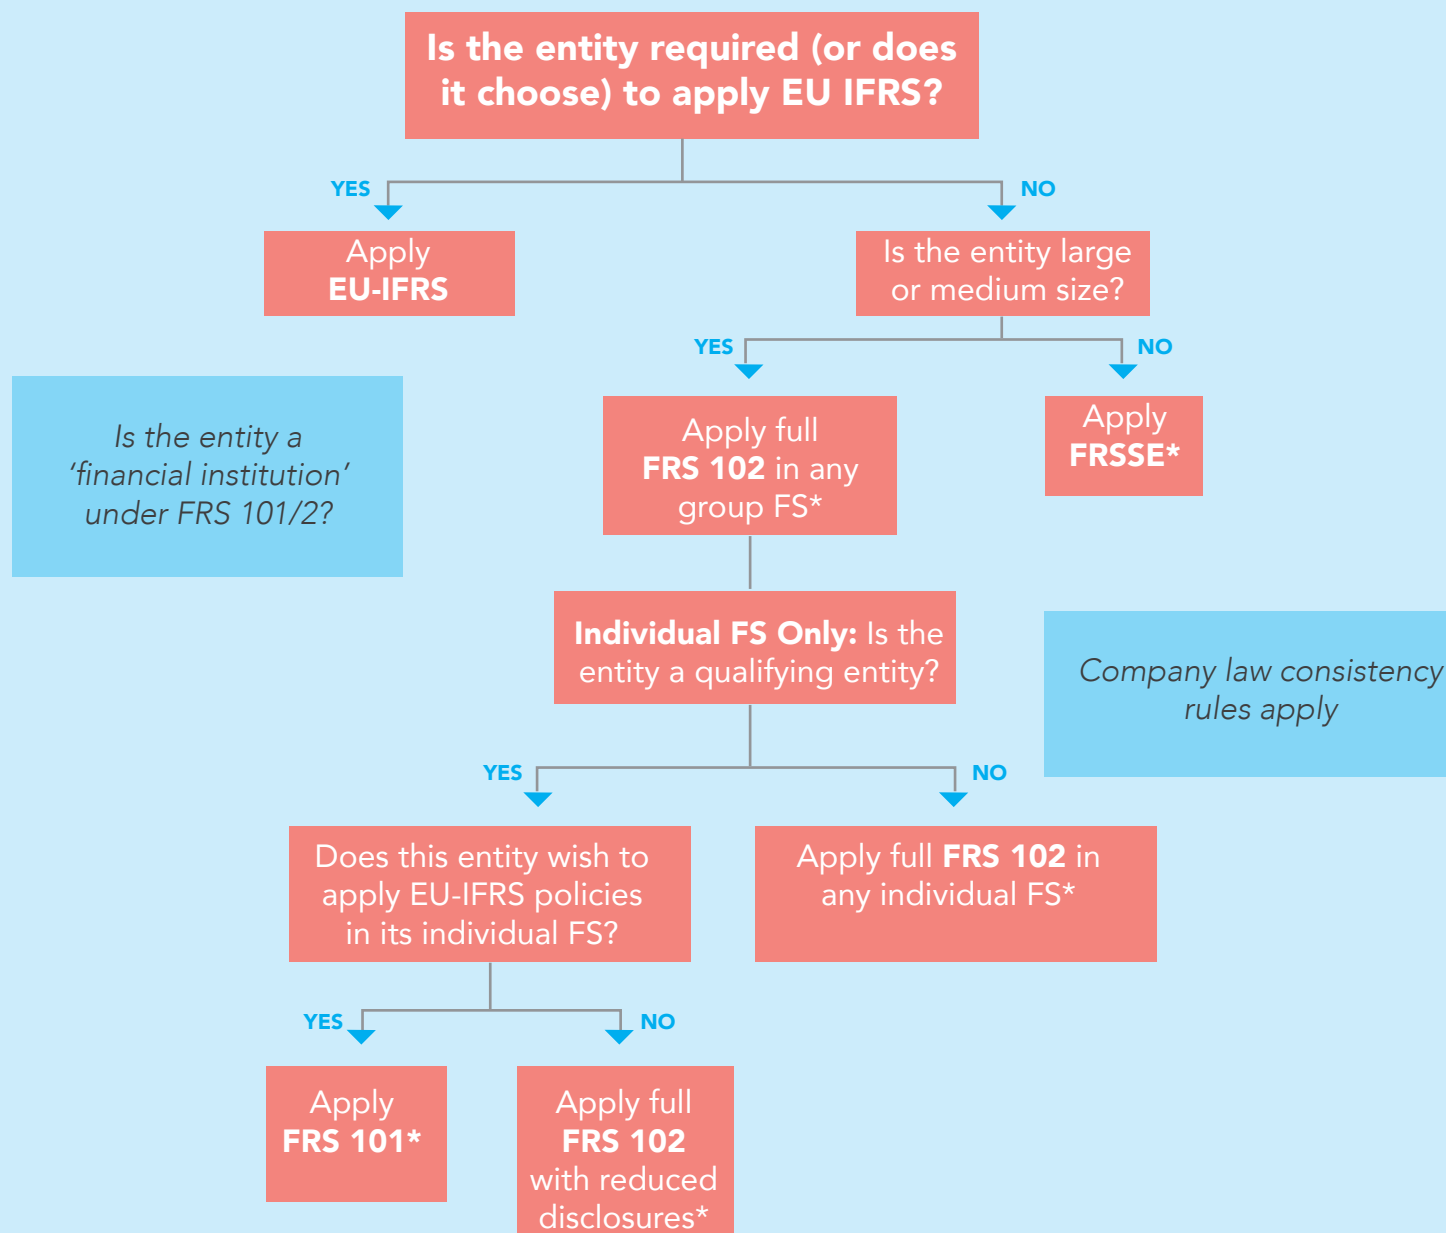 Is the entity required (or does
it choose) to apply EU IFRS?
YES
NO
Apply
EU-IFRS
Is the entity large
or medium size?
YES
NO
Is the entity a
‘financial institution’
under FRS 101/2?
Apply full
FRS 102 in any
group FS*
Apply
FRSSE*
Individual FS Only: Is the
entity a qualifying entity?
Company law consistency
rules apply
YES
NO
Does this entity wish to
apply EU-IFRS policies
in its individual FS?
Apply full FRS 102 in
any individual FS*
YES
NO
Apply
FRS 101*
Apply full
FRS 102
with reduced
disclosures*